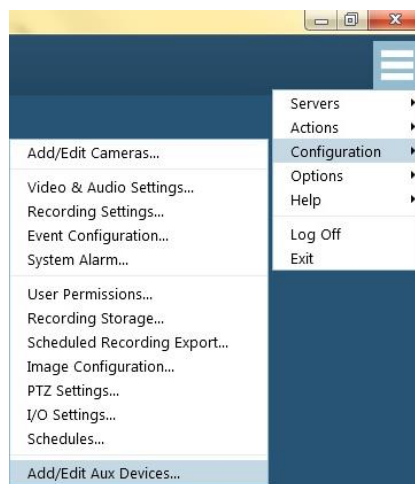 Servers
Actions
Configuration
Options
Help
Log Off
Exit
Add/Edit Cameras...
Video & Audio Settings...
Recording Settings...
Event Configuration...
System Alarm...
User Permissions...
Recording Storage...
Scheduled Recording Export...
Image Configuration...
PTZ Settings...
I/O Settings...
Schedules...
Add/Edit Aux Devices...